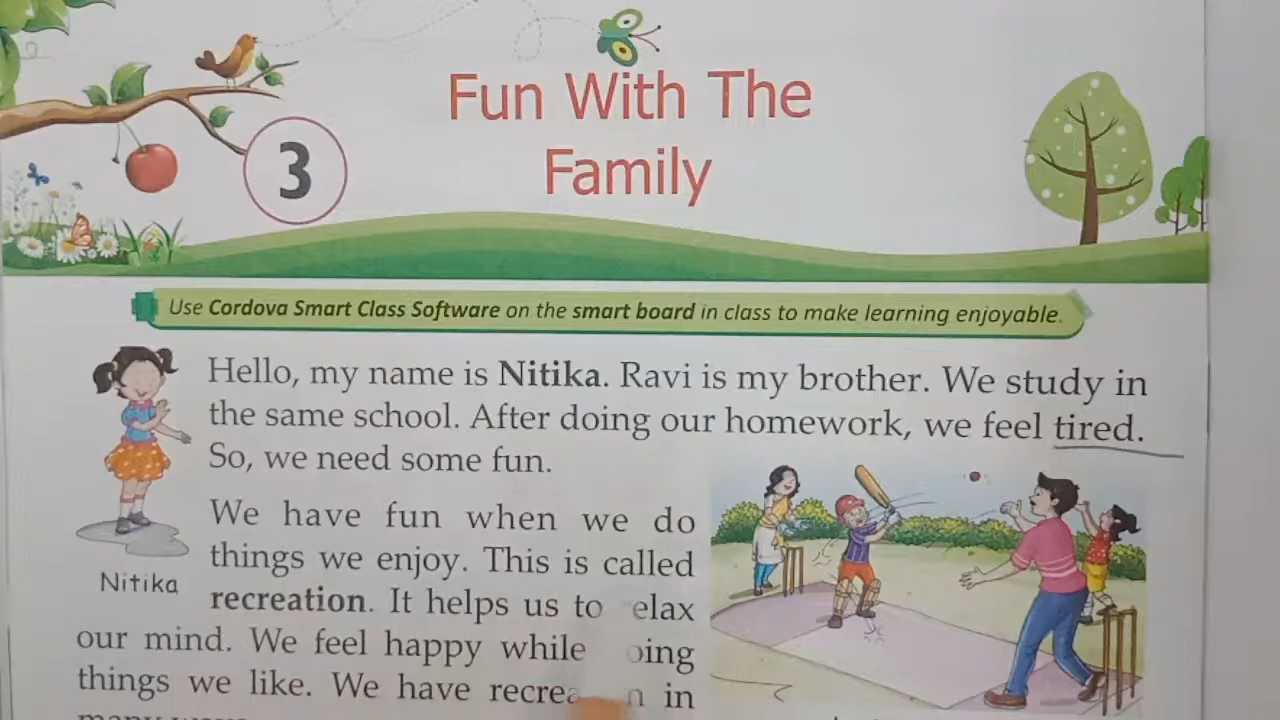 Fun With The
Family
3
Use Cordova Smart Class Software on the smart board in class to make learning enjoyable.
Hello, my name is Nitika. Ravi is my brother. We study in
the same school. After doing our homework, we feel tired.
So, we need some fun.
We have fun when we do
things we enjoy. This is called
recreation. It helps us to elax
our mind. We feel happy while oing
things we like. We have in
Nitika